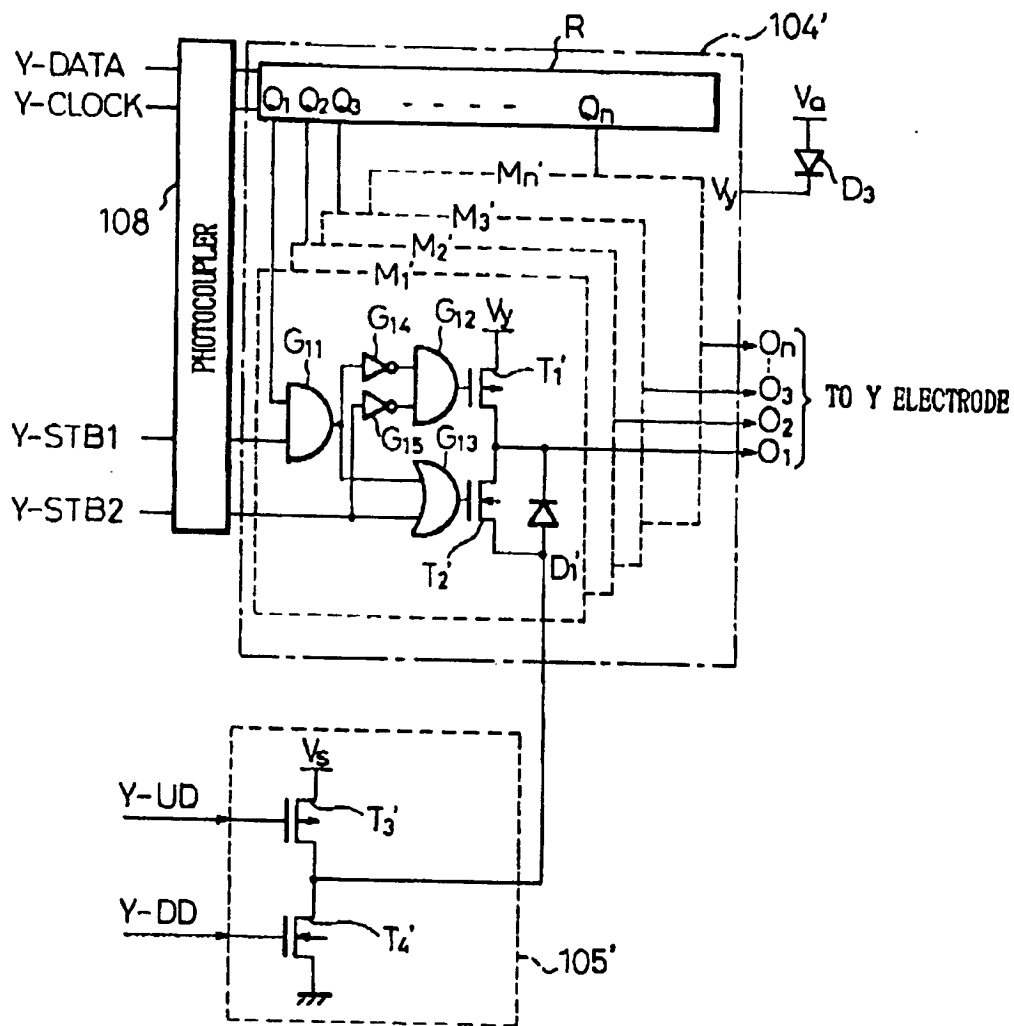 104'
R
Y-DATA
Y-CLOCK
Q1 Q2 Q3 - - - - Qn
Va
D3
Vy
108
PHOTOCOUPLER
Mn'
M3'
M2'
M1'
G11
G14
G12
Vy
T1'
G15
G13
On
O3
O2
O1
TO Y ELECTRODE
Y-STB1
Y-STB2
T2'
D1'
Vs
Y-UD
T3'
Y-DD
T4'
105'